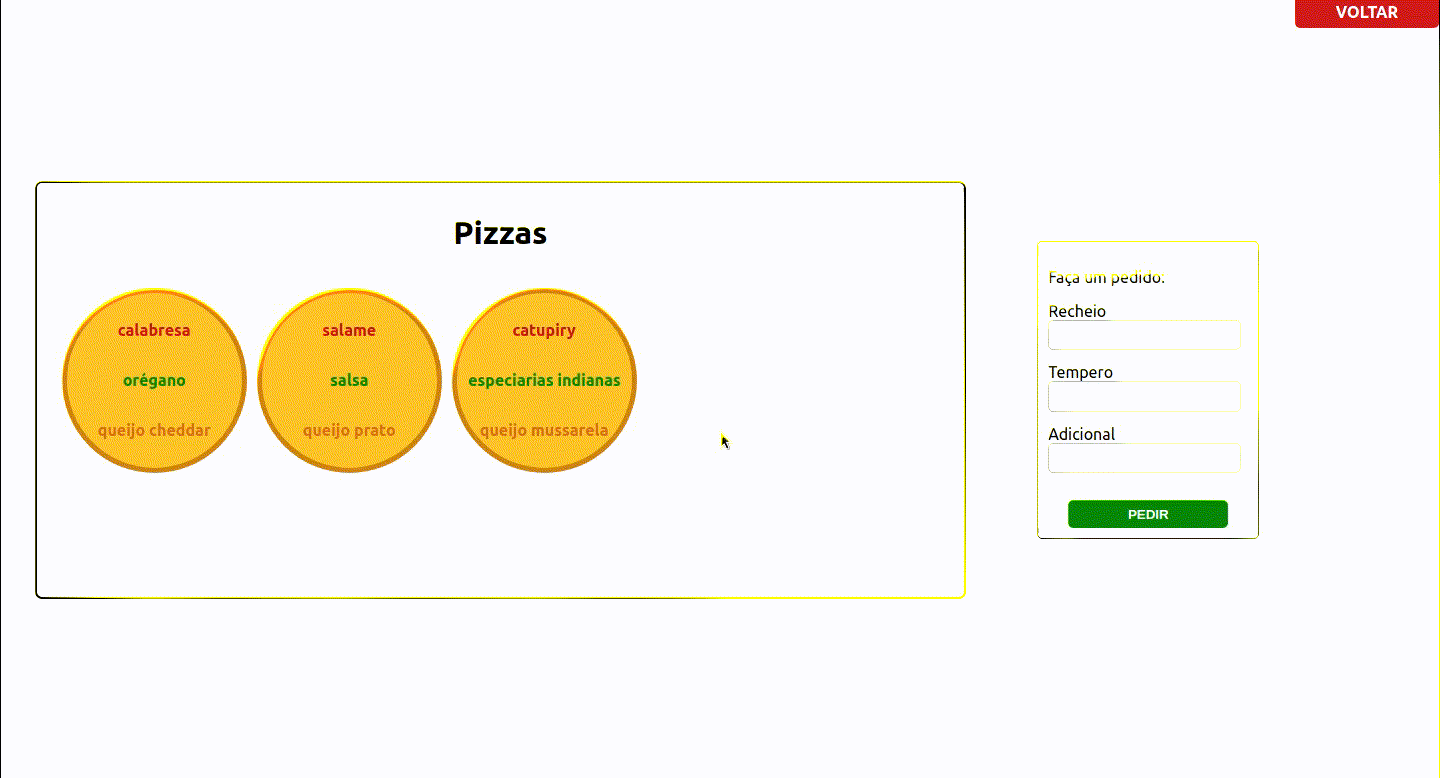 VOLTAR
Pizzas
calabresa
orégano
queijo cheddar
salame
salsa
queijo prato
catupiry
especiarias indianas
queijo mussarela
Faça um pedido:
Recheio
Tempero
Adicional
PEDIR